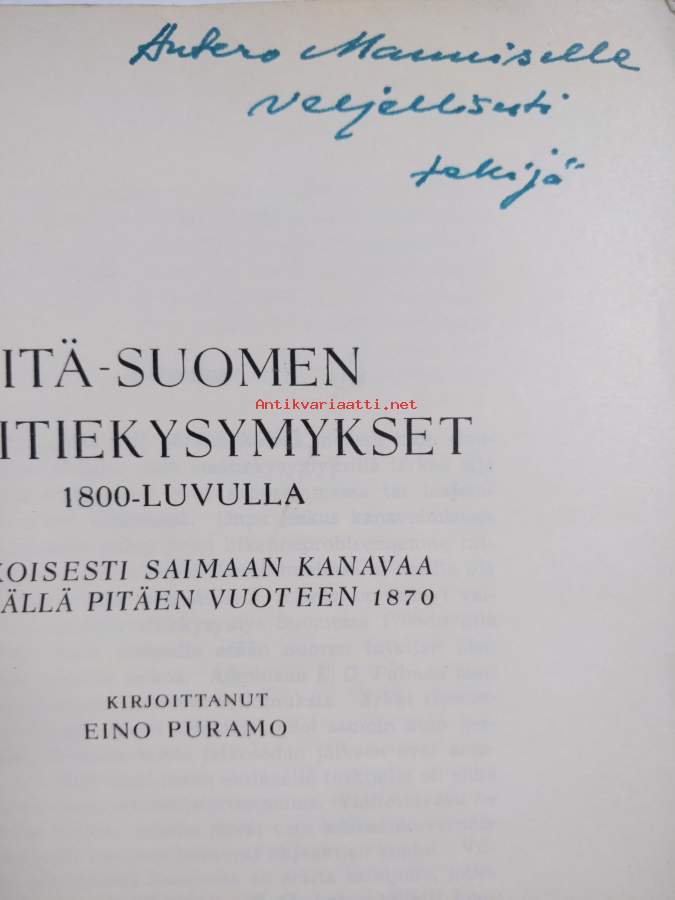 Antero Manniselle
veljellisesti
tekijä
ITÄ-SUOMEN
ITIEKYSYMYKSET
Antikvariaatti.net
1800-LUVULLA
KOISESTI SAIMAAN KANAVAA
ÄLLÄ PITÄEN VUOTEEN 1870
KIRJOITTANUT
EINO PURAMO